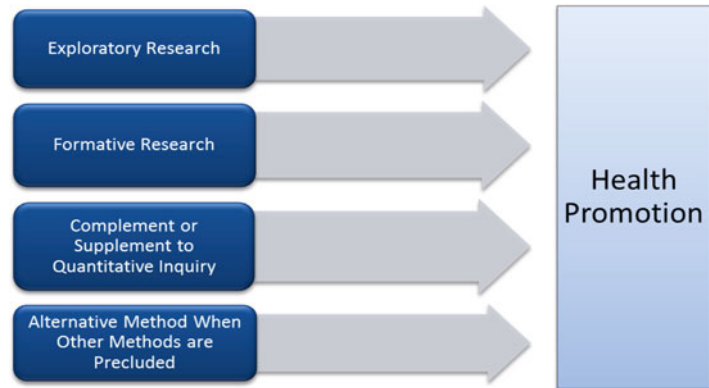 Exploratory Research
Formative Research
Complement or
Supplement to
Quantitative Inquiry
Alternative Method When
Other Methods are
Precluded
Health
Promotion